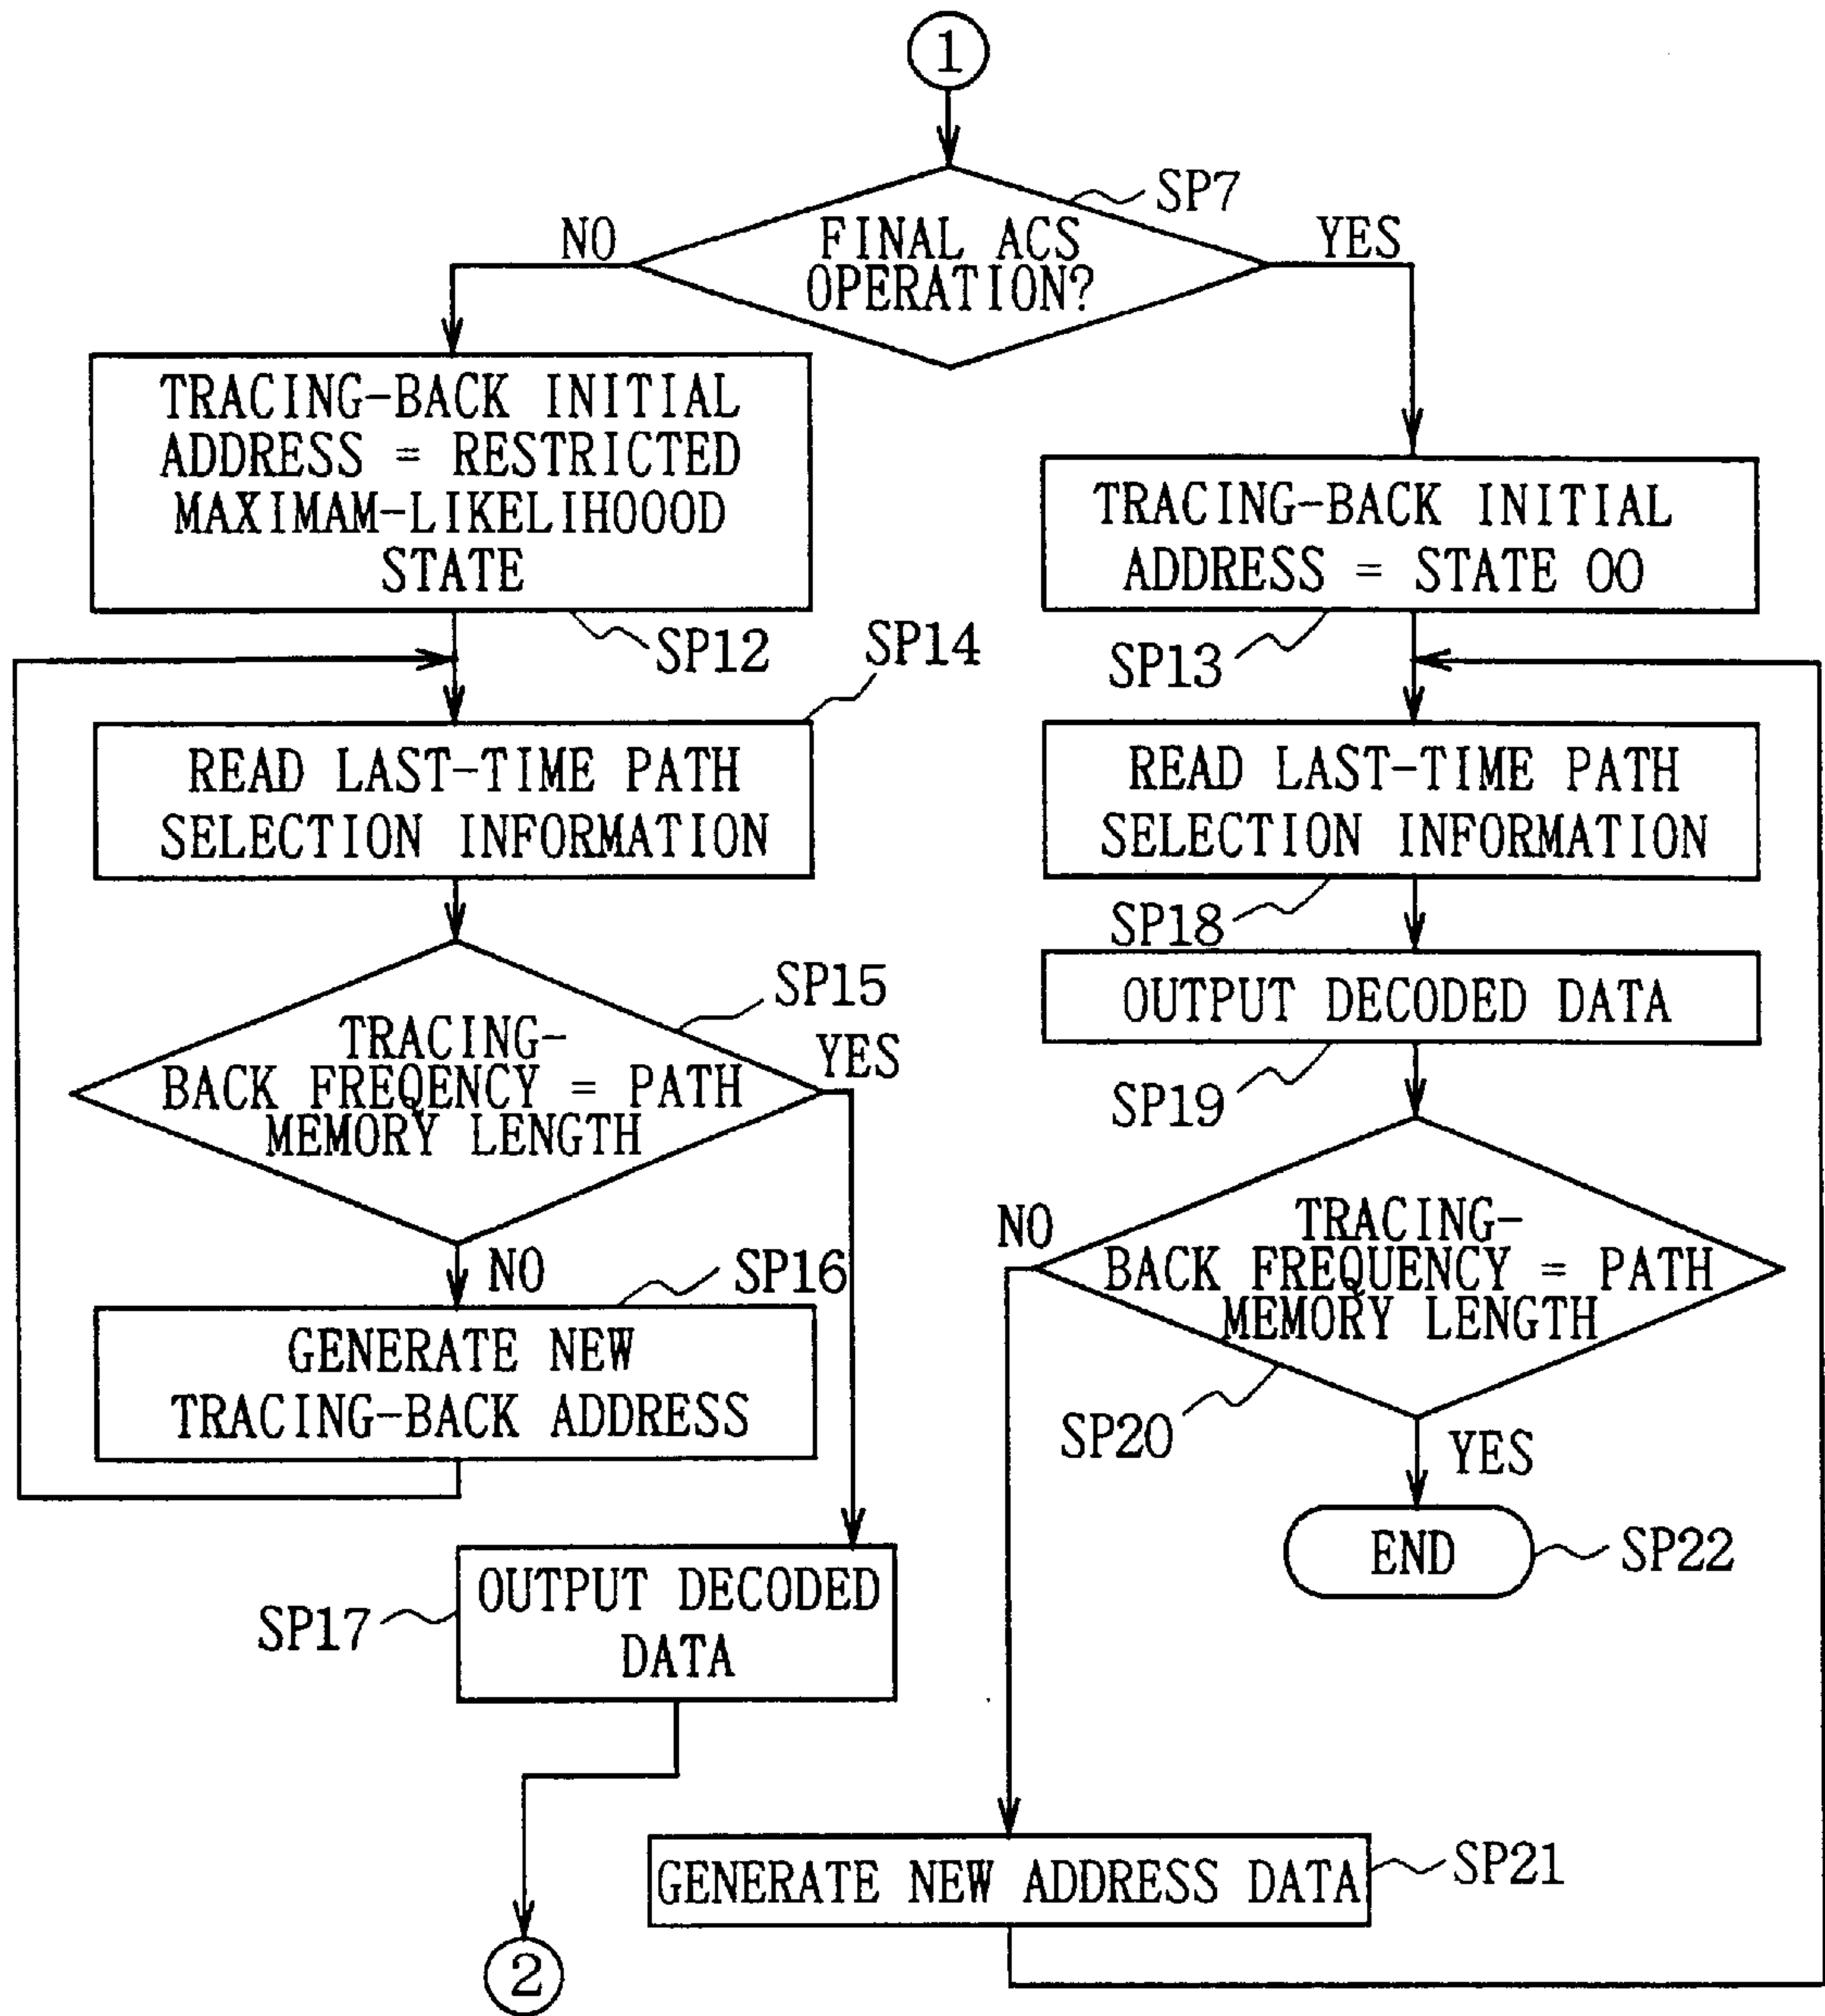 1
SP7
NO
FINAL ACS
OPERATION?
YES
TRACING-BACK INITIAL
ADDRESS = RESTRICTED
MAXIMAM-LIKELIHOOOD
STATE
SP12
TRACING-BACK INITIAL
ADDRESS = STATE 00
SP13
SP14
READ LAST-TIME PATH
SELECTION INFORMATION
READ LAST-TIME PATH
SELECTION INFORMATION
SP18
SP15
TRACING-
BACK FREQENCY = PATH
MEMORY LENGTH
YES
NO
OUTPUT DECODED DATA
SP19
SP16
GENERATE NEW
TRACING-BACK ADDRESS
NO
TRACING-
BACK FREQUENCY = PATH
MEMORY LENGTH
SP20
YES
END
SP22
SP17
OUTPUT DECODED
DATA
GENERATE NEW ADDRESS DATA
SP21
2